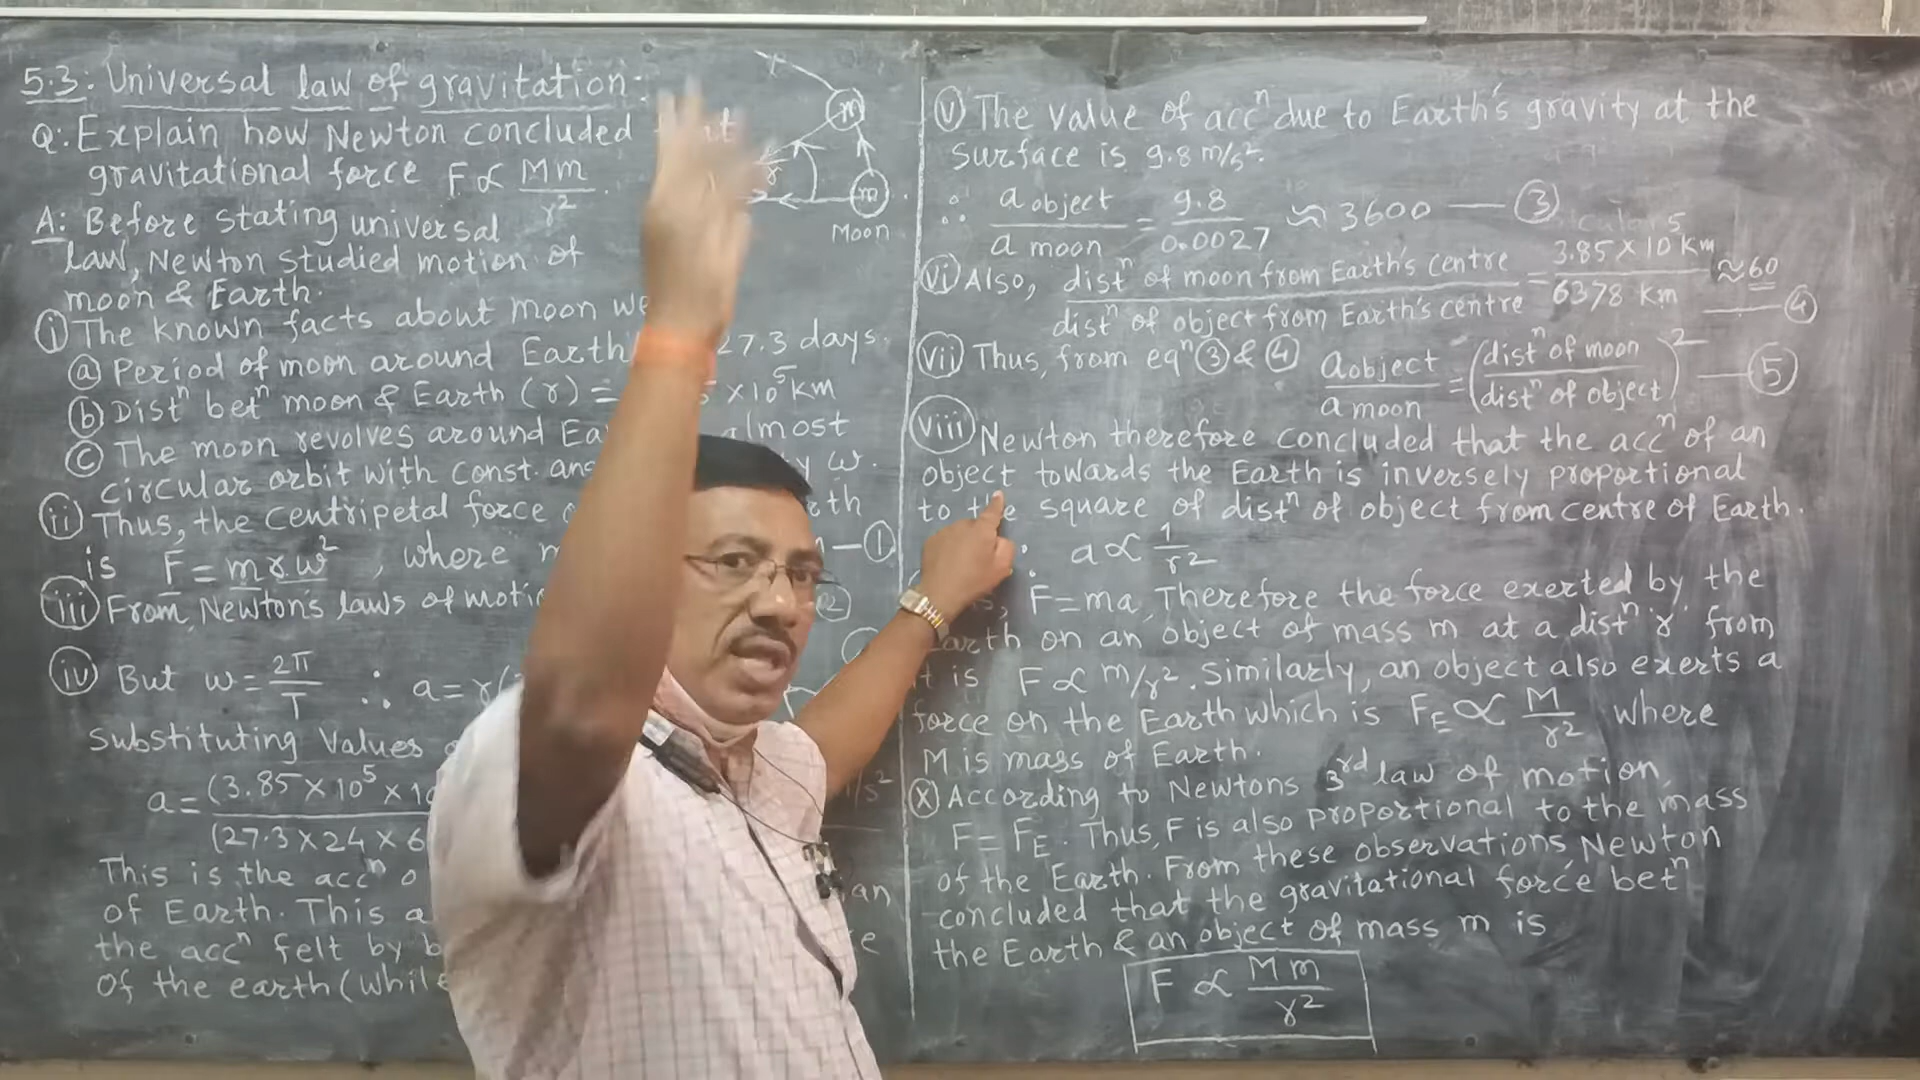 5.3: Universal law of gravitation:
Q: Explain how Newton concluded
gravitational force F ∝ Mm/r²
A: Before stating universal
law, Newton studied motion of
moon & Earth.
(i) The known facts about moon
(a) Period of moon around Earth 27.3 days.
(b) Distⁿ betⁿ moon & Earth (r) = ×10⁵ km
(c) The moon revolves around almost
circular orbit with const. ω.
(ii) Thus, the centripetal force
is F = mrω², where — (1)
(iii) From Newton's laws of (2)
(iv) But ω = 2π/T ∴ a = r
Substituting values
a = (3.85 × 10⁵ × /s²
(27.3 × 24 ×
This is the accⁿ
of Earth. This an
the accⁿ felt by
of the earth (while
m
r
m
Moon
(v) The value of accⁿ due to Earth's gravity at the
surface is 9.8 m/s².
∴ a object / a moon = 9.8 / 0.0027 ≈ 3600 — (3)
(vi) Also, distⁿ of moon from Earth's centre / distⁿ of object from Earth's centre = 3.85 × 10⁵ km / 6378 km ≈ 60 — (4)
(vii) Thus, from eqⁿ (3) & (4) a object / a moon = (distⁿ of moon / distⁿ of object)² — (5)
(viii) Newton therefore concluded that the accⁿ of an
object towards the Earth is inversely proportional
to the square of distⁿ of object from centre of Earth.
a ∝ 1/r²
F = ma, Therefore the force exerted by the
on an object of mass m at a distⁿ 'r' from
is F ∝ m/r². Similarly, an object also exerts a
force on the Earth which is F_E ∝ M/r² where
M is mass of Earth.
(x) According to Newtons 3rd law of motion,
F = F_E. Thus, F is also proportional to the mass
of the Earth. From these observations, Newton
concluded that the gravitational force betⁿ
the Earth & an object of mass m is
F ∝ Mm/r²